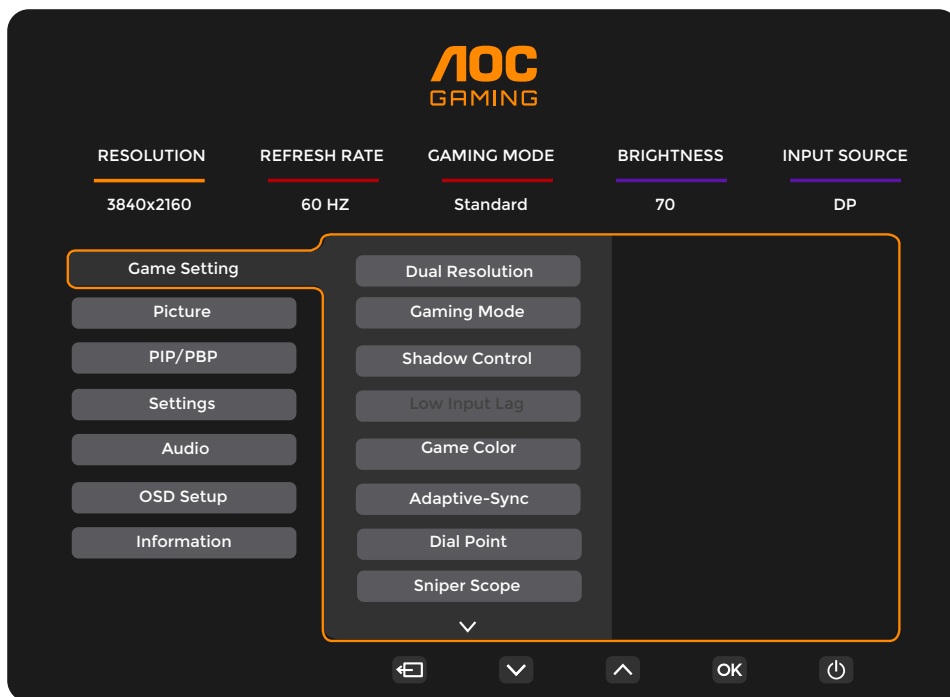 AOC
GAMING
RESOLUTION REFRESH RATE GAMING MODE BRIGHTNESS INPUT SOURCE
3840x2160 60 HZ Standard 70 DP
Game Setting
Picture
PIP/PBP
Settings
Audio
OSD Setup
Information
Dual Resolution
Gaming Mode
Shadow Control
Low Input Lag
Game Color
Adaptive-Sync
Dial Point
Sniper Scope
OK